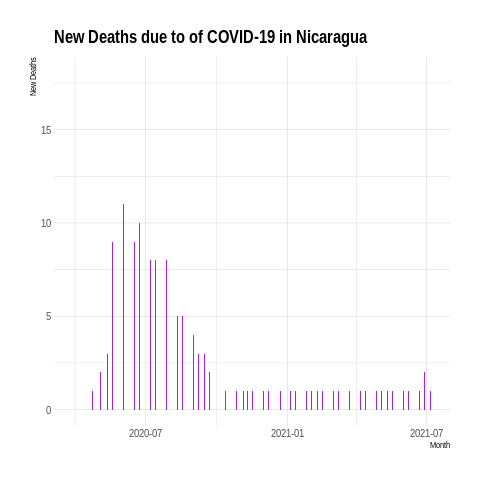 New Deaths due to of COVID-19 in Nicaragua
New Deaths
15
10
5
0
2020-07
2021-01
2021-07
Month